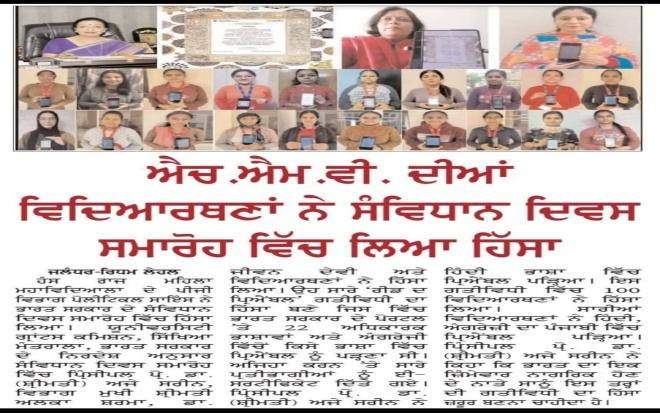 ਐਚ.ਐਮ.ਵੀ. ਦੀਆਂ
ਵਿਦਿਆਰਥਣਾਂ ਨੇ ਸੰਵਿਧਾਨ ਦਿਵਸ
ਸਮਾਰੋਹ ਵਿੱਚ ਲਿਆ ਹਿੱਸਾ
ਜਲੰਧਰ-ਰਿਧਮ ਲੇਹਲ
ਹੰਸ ਰਾਜ ਮਹਿਲਾ
ਮਹਾਵਿਦਿਆਲਾ ਦੇ ਪੀਜੀ
ਵਿਭਾਗ ਪੋਲੀਟਿਕਲ ਸਾਇੰਸ ਨੇ
ਭਾਰਤ ਸਰਕਾਰ ਦੇ ਸੰਵਿਧਾਨ
ਦਿਵਸ ਸਮਾਰੋਹ ਵਿੱਚ ਹਿੱਸਾ
ਲਿਆ। ਯੂਨੀਵਰਸਿਟੀ
ਗ੍ਰਾਂਟਸ ਕਮਿਸ਼ਨ, ਸਿੱਖਿਆ
ਮੰਤਰਾਲਾ, ਭਾਰਤ ਸਰਕਾਰ
ਦੇ ਨਿਰਦੇਸ਼ ਅਨੁਸਾਰ
ਸੰਵਿਧਾਨ ਦਿਵਸ ਸਮਾਰੋਹ
ਵਿੱਚ ਪ੍ਰਿੰਸੀਪਲ ਪ੍ਰੋ. ਡਾ.
(ਸ਼੍ਰੀਮਤੀ) ਅਜੇ ਸਰੀਨ,
ਵਿਭਾਗ ਮੁਖੀ ਸ਼੍ਰੀਮਤੀ
ਅਲਕਾ ਸ਼ਰਮਾ, ਡਾ.
ਜੀਵਨ ਦੇਵੀ ਅਤੇ
ਵਿਦਿਆਰਥਣਾਂ ਨੇ ਹਿੱਸਾ
ਲਿਆ। ਉਹ ਸਾਰੇ 'ਰੀਡ ਦਾ
ਪ੍ਰਿਐਂਬਲ' ਗਤੀਵਿਧੀ ਦਾ
ਹਿੱਸਾ ਬਣੇ ਜਿਸ ਵਿੱਚ
ਭਾਰਤ ਸਰਕਾਰ ਦੇ ਪੋਰਟਲ
'ਤੇ 22 ਅਧਿਕਾਰਕ
ਭਾਸ਼ਾਵਾਂ ਅਤੇ ਅੰਗਰੇਜ਼ੀ
ਵਿੱਚੋਂ ਕਿਸੇ ਭਾਸ਼ਾ ਵਿੱਚ
ਪ੍ਰਿਐਂਬਲ ਨੂੰ ਪੜ੍ਹਣਾ ਸੀ।
ਅਜਿਹਾ ਕਰਨ 'ਤੇ ਸਾਰੇ
ਪ੍ਰਤੀਭਾਗੀਆਂ ਨੂੰ ਈ-
ਸਰਟੀਫਿਕੇਟ ਦਿੱਤੇ ਗਏ।
ਪ੍ਰਿੰਸੀਪਲ ਪ੍ਰੋ. ਡਾ.
(ਸ਼੍ਰੀਮਤੀ) ਅਜੇ ਸਰੀਨ ਨੇ
ਹਿੰਦੀ ਭਾਸ਼ਾ ਵਿੱਚ
ਪ੍ਰਿਐਂਬਲ ਪੜ੍ਹਿਆ। ਇਸ
ਗਤੀਵਿਧੀ ਵਿੱਚ 100
ਵਿਦਿਆਰਥਣਾਂ ਨੇ ਹਿੱਸਾ
ਲਿਆ। ਸਾਰੀਆਂ
ਵਿਦਿਆਰਥਣਾਂ ਨੇ ਹਿੰਦੀ,
ਅੰਗਰੇਜ਼ੀ ਦਾ ਪੰਜਾਬੀ ਵਿੱਚ
ਪ੍ਰਿਐਂਬਲ ਪੜ੍ਹਿਆ।
ਪ੍ਰਿੰਸੀਪਲ ਪ੍ਰੋ. ਡਾ.
(ਸ਼੍ਰੀਮਤੀ) ਅਜੇ ਸਰੀਨ ਨੇ
ਕਿਹਾ ਕਿ ਭਾਰਤ ਦਾ ਇਕ
ਜਿੰਮੇਵਾਰ ਨਾਗਰਿਕ ਹੋਣ
ਦੇ ਨਾਤੇ ਸਾਨੂੰ ਇਸ ਤਰ੍ਹਾਂ
ਦੀ ਗਤੀਵਿਧੀ ਦਾ ਹਿੱਸਾ
ਜ਼ਰੂਰ ਬਣਨਾ ਚਾਹੀਦਾ ਹੈ।